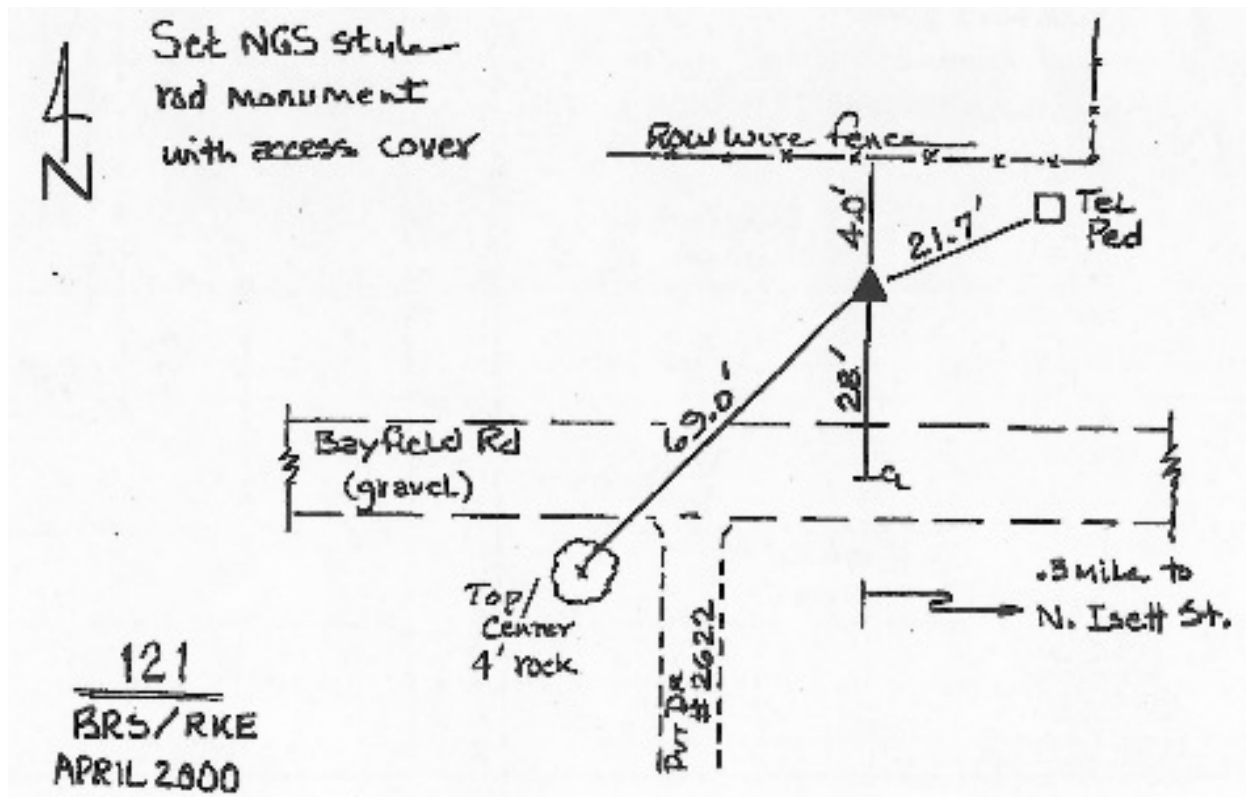 Set NGS style
rod monument
with access cover
N
ROW wire fence
4.0'
21.7'
Tel
Ped
69.0'
28'
Bayfield Rd
(gravel)
Top/
Center
4' rock
Pvt DR
# 2622
.3 mile to
N. Isett St.
121
BRS/RKE
APRIL 2000